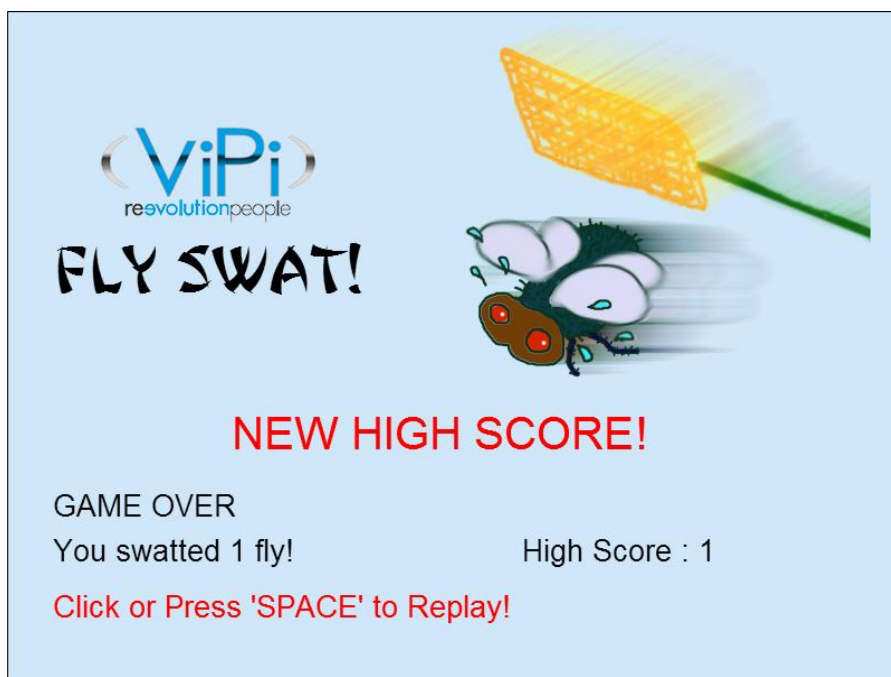 (ViPi)
reevolutionpeople
FLY SWAT!
NEW HIGH SCORE!
GAME OVER
You swatted 1 fly!
High Score : 1
Click or Press 'SPACE' to Replay!